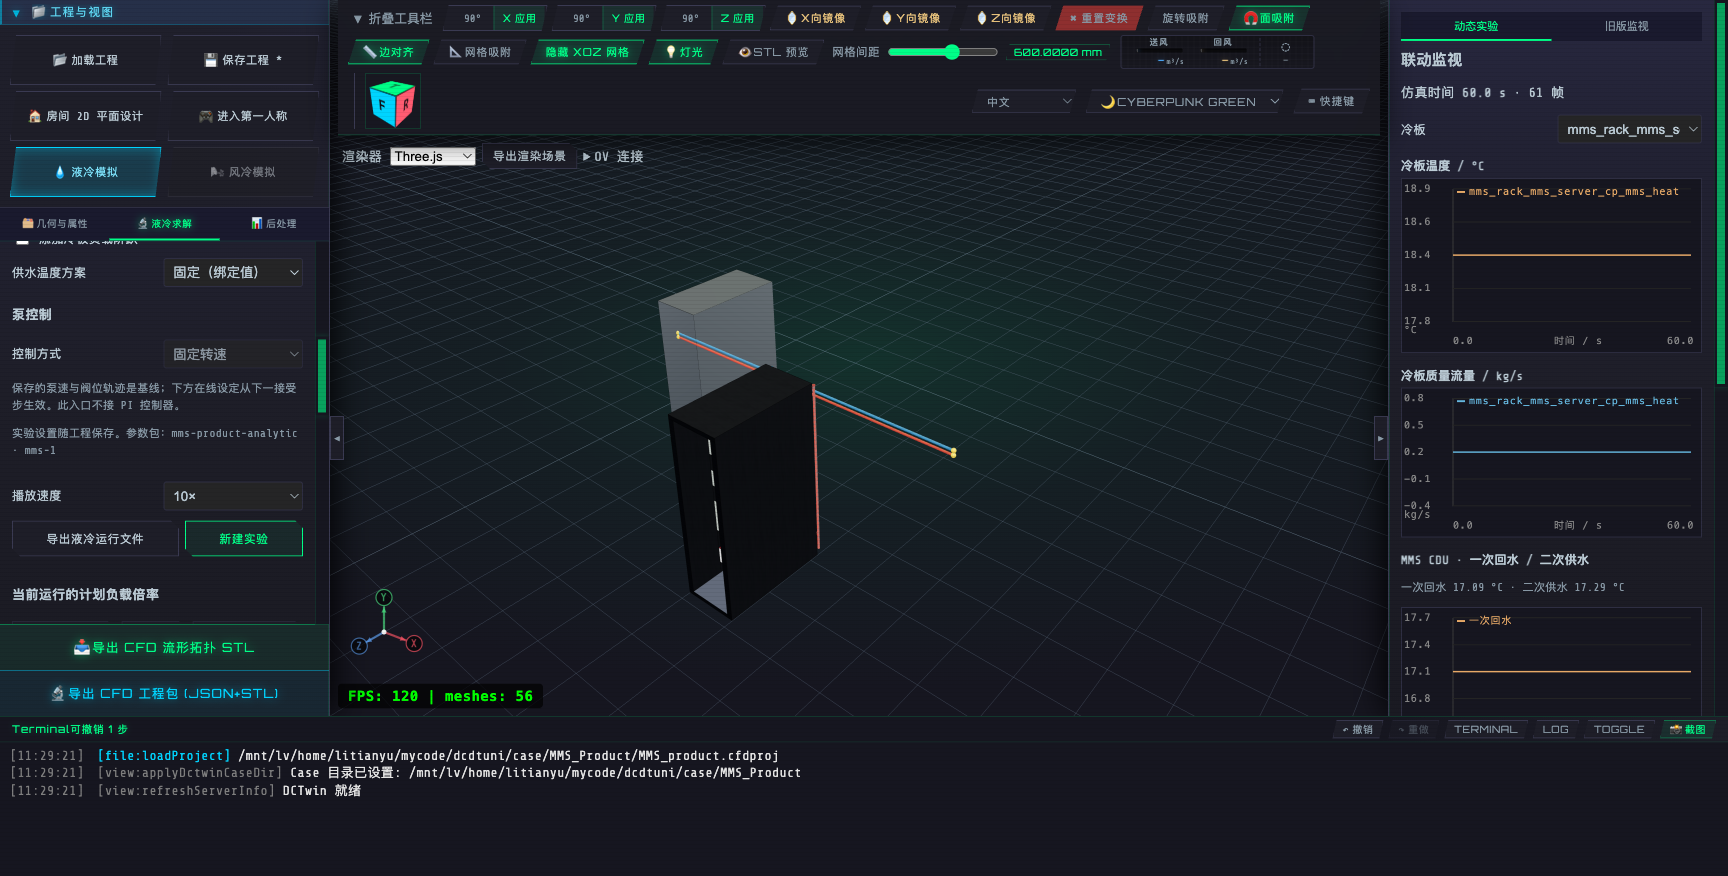 ▼ 工程与视图
加载工程
保存工程 *
房间 2D 平面设计
进入第一人称
液冷模拟
风冷模拟
几何与属性
液冷求解
后处理
供水温度方案
固定（绑定值）
泵控制
控制方式
固定转速
保存的泵速与阀位轨迹是基线；下方在线设定从下一接受
步生效。此入口不接 PI 控制器。
实验设置随工程保存。参数包：mms-product-analytic
· mms-1
播放速度
10×
导出液冷运行文件
新建实验
当前运行的计划负载倍率
导出 CFD 流形拓扑 STL
导出 CFD 工程包 (JSON+STL)
▼ 折叠工具栏
90°
X 应用
90°
Y 应用
90°
Z 应用
X向镜像
Y向镜像
Z向镜像
✖ 重置变换
旋转吸附
面吸附
边对齐
网格吸附
隐藏 XOZ 网格
灯光
STL 预览
网格间距
600.0000 mm
送风
回风
m³/s
m³/s
F
R
中文
CYBERPUNK GREEN
快捷键
渲染器
Three.js
导出渲染场景
▶ OV 连接
Y
Z
X
FPS: 120 | meshes: 56
动态实验
旧版监视
联动监视
仿真时间 60.0 s · 61 帧
冷板
mms_rack_mms_s
冷板温度 / °C
mms_rack_mms_server_cp_mms_heat
18.9
18.6
18.4
18.1
17.8
°C
0.0
时间 / s
60.0
冷板质量流量 / kg/s
mms_rack_mms_server_cp_mms_heat
0.8
0.5
0.2
-0.1
-0.4
kg/s
0.0
时间 / s
60.0
MMS CDU · 一次回水 / 二次供水
一次回水 17.09 °C · 二次供水 17.29 °C
一次回水
17.7
17.4
17.1
16.8
Terminal可撤销 1 步
↶ 撤销
↷ 重做
TERMINAL
LOG
TOGGLE
截图
[11:29:21] [file:loadProject] /mnt/lv/home/litianyu/mycode/dcdtuni/case/MMS_Product/MMS_product.cfdproj
[11:29:21] [view:applyDctwinCaseDir] Case 目录已设置: /mnt/lv/home/litianyu/mycode/dcdtuni/case/MMS_Product
[11:29:21] [view:refreshServerInfo] DCTwin 就绪